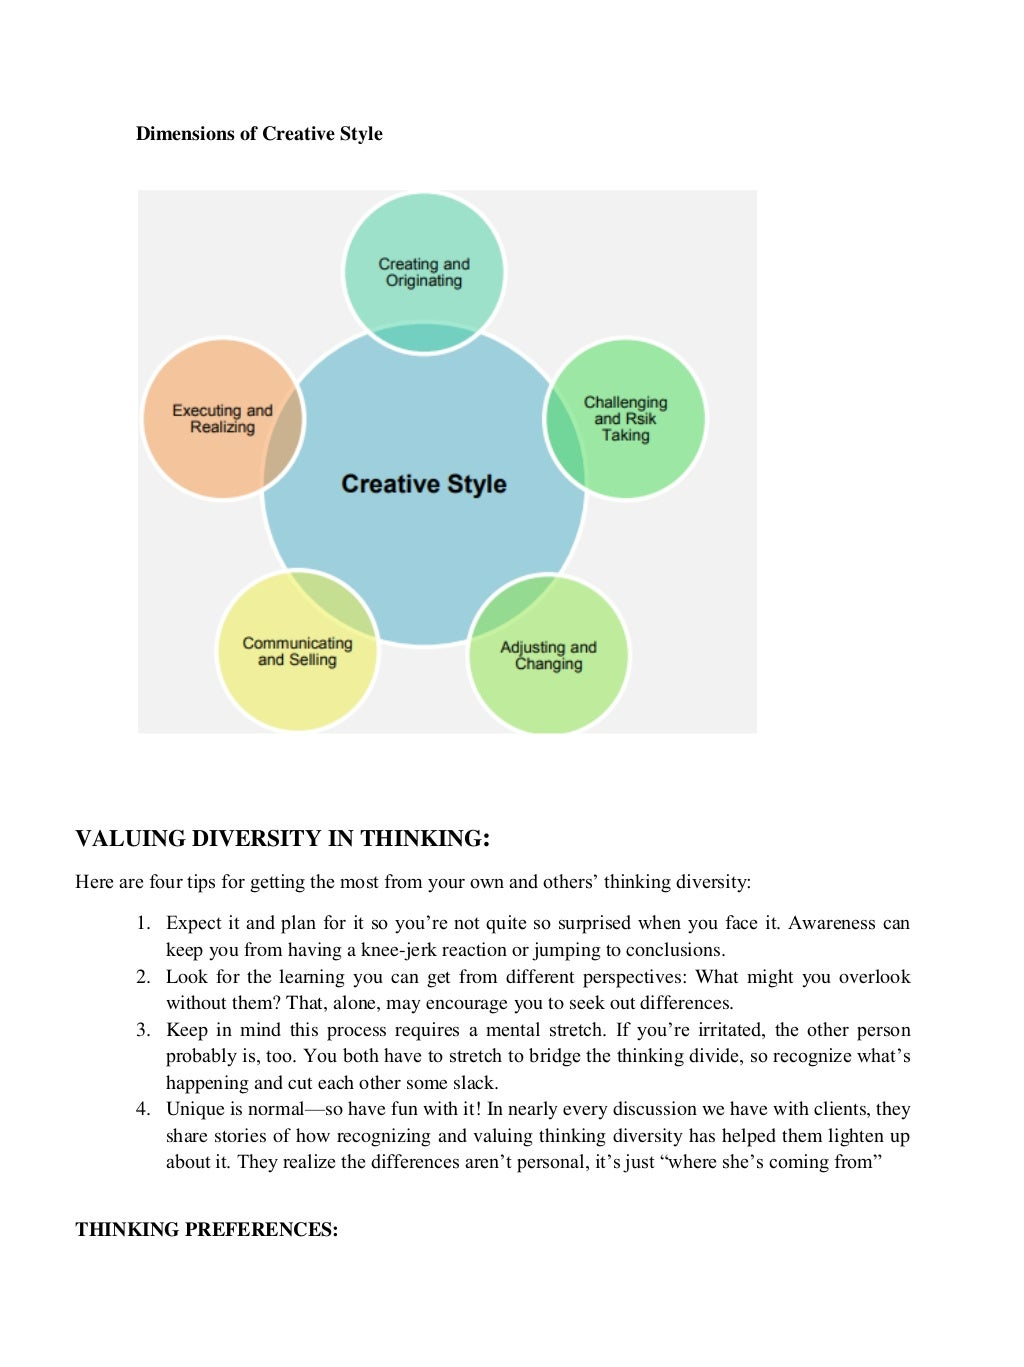 Dimensions of Creative Style
Creating and
Originating
Executing and
Realizing
Challenging
and Rsik
Taking
Creative Style
Communicating
and Selling
Adjusting and
Changing
VALUING DIVERSITY IN THINKING:
Here are four tips for getting the most from your own and others’ thinking diversity:
1. Expect it and plan for it so you’re not quite so surprised when you face it. Awareness can
keep you from having a knee-jerk reaction or jumping to conclusions.
2. Look for the learning you can get from different perspectives: What might you overlook
without them? That, alone, may encourage you to seek out differences.
3. Keep in mind this process requires a mental stretch. If you’re irritated, the other person
probably is, too. You both have to stretch to bridge the thinking divide, so recognize what’s
happening and cut each other some slack.
4. Unique is normal—so have fun with it! In nearly every discussion we have with clients, they
share stories of how recognizing and valuing thinking diversity has helped them lighten up
about it. They realize the differences aren’t personal, it’s just “where she’s coming from”
THINKING PREFERENCES: